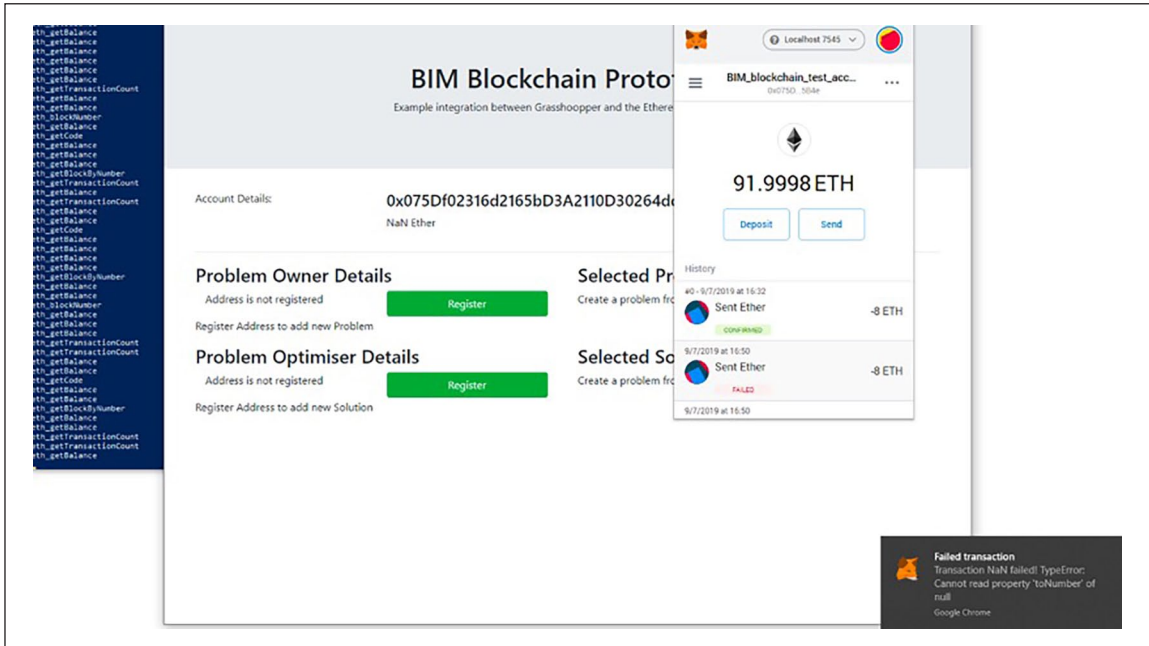 eth_getBalance
eth_getBalance
eth_getBalance
eth_getBalance
eth_getBalance
eth_getBalance
eth_getTransactionCount
eth_getBalance
eth_getBalance
eth_blockNumber
eth_getBalance
eth_getCode
eth_getBalance
eth_getBalance
eth_getBalance
eth_getBlockByNumber
eth_getTransactionCount
eth_getBalance
eth_getTransactionCount
eth_getBalance
eth_getBalance
eth_getCode
eth_getBalance
eth_getBalance
eth_getBalance
eth_getBalance
eth_getBlockByNumber
eth_getBalance
eth_getBalance
eth_blockNumber
eth_getBalance
eth_getBalance
eth_getBalance
eth_getTransactionCount
eth_getTransactionCount
eth_getBalance
eth_getBalance
eth_getCode
eth_getBalance
eth_getBalance
eth_getBlockByNumber
eth_getBalance
eth_getBalance
eth_getTransactionCount
eth_getTransactionCount
eth_getBalance
BIM Blockchain Proto
Example integration between Grasshoopper and the Ethere
Account Details:
0x075Df02316d2165bD3A2110D30264d
NaN Ether
Problem Owner Details
Address is not registered
Register
Register Address to add new Problem
Selected Pr
Create a problem fro
Problem Optimiser Details
Address is not registered
Register
Register Address to add new Solution
Selected So
Create a problem fro
Localhost 7545
BIM_blockchain_test_acc...
91.9998 ETH
Deposit
Send
History
#0 - 9/7/2019 at 16:32
Sent Ether
-8 ETH
CONFIRMED
9/7/2019 at 16:50
Sent Ether
-8 ETH
FAILED
9/7/2019 at 16:50
Failed transaction
Transaction NaN failed! TypeError:
Cannot read property 'toNumber' of
null
Google Chrome